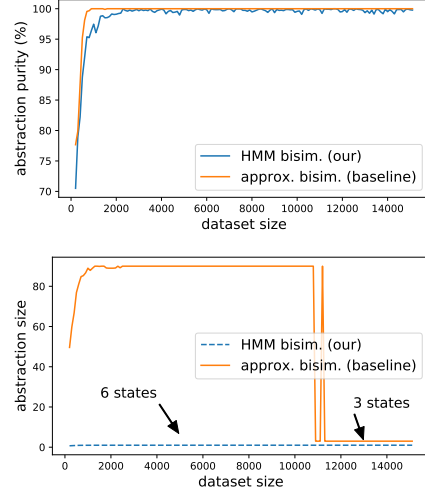 100
95
90
85
80
75
70
abstraction purity (%)
HMM bisim. (our)
approx. bisim. (baseline)
0 2000 4000 6000 8000 10000 12000 14000
dataset size
80
60
40
20
0
abstraction size
HMM bisim. (our)
approx. bisim. (baseline)
6 states
3 states
0 2000 4000 6000 8000 10000 12000 14000
dataset size